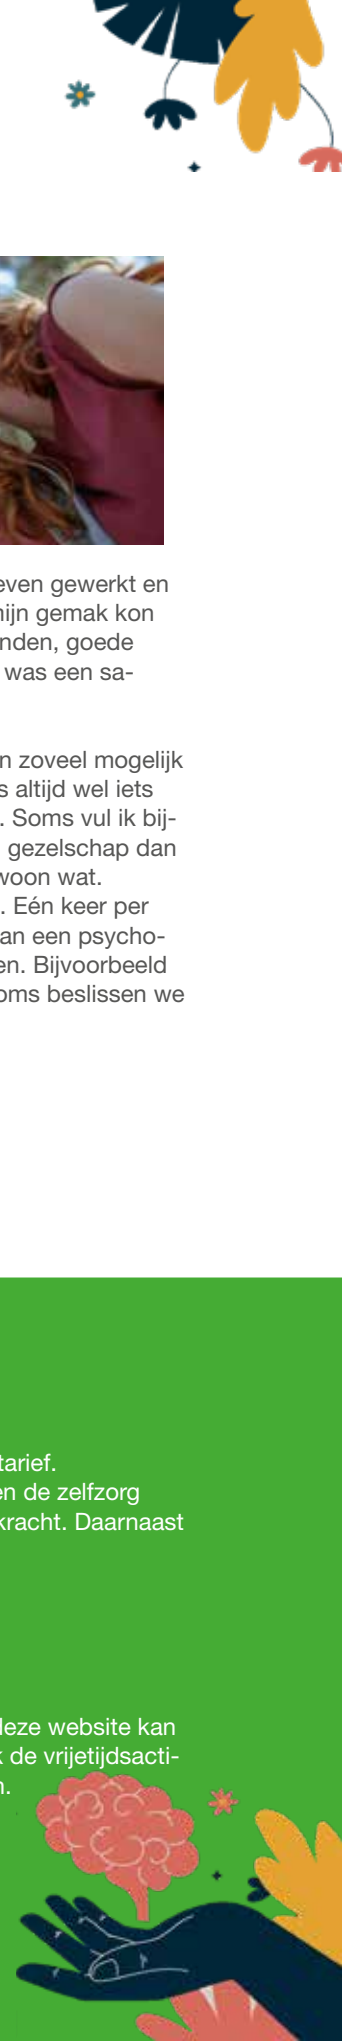 even gewerkt en
mijn gemak kon
nden, goede
was een sa-
n zoveel mogelijk
s altijd wel iets
. Soms vul ik bij-
gezelschap dan
woon wat.
. Eén keer per
an een psycho-
en. Bijvoorbeeld
oms beslissen we
tarief.
en de zelfzorg
kracht. Daarnaast
deze website kan
k de vrijetijdsacti-
n.